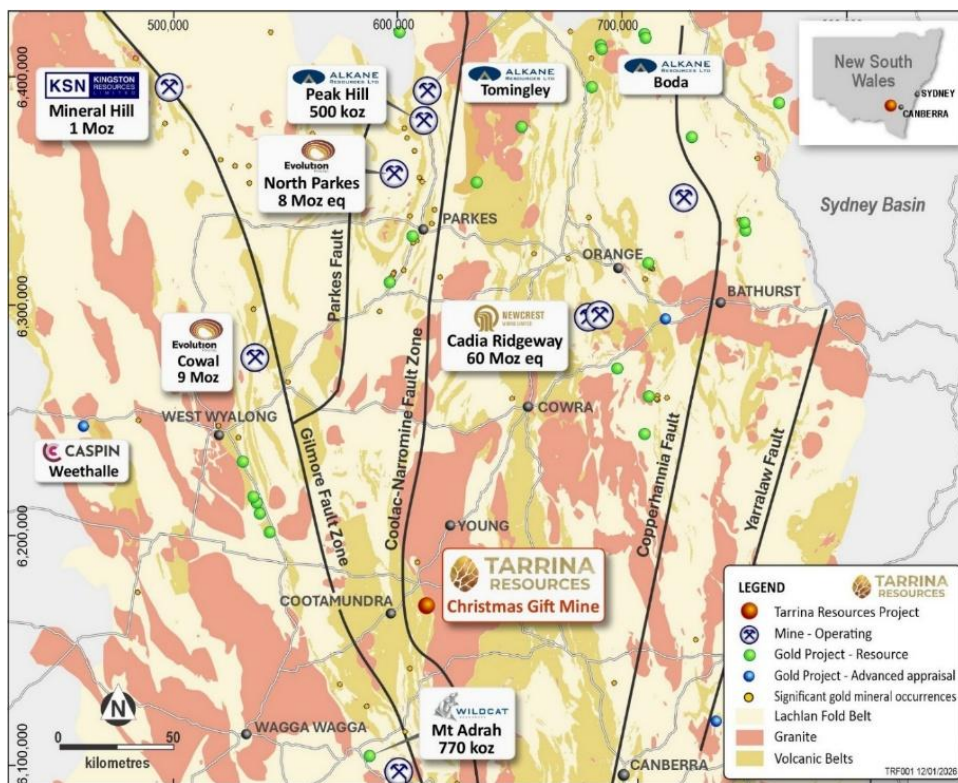 500,000
600,000
700,000
6,400,000
6,300,000
6,200,000
6,100,000
KSN KINGSTON RESOURCES LIMITED
Mineral Hill
1 Moz
ALKANE
RESOURCES LTD
Peak Hill
500 koz
ALKANE
RESOURCES LTD
Tomingley
ALKANE
RESOURCES LTD
Boda
New South
Wales
SYDNEY
CANBERRA
Evolution
North Parkes
8 Moz eq
Sydney Basin
PARKES
ORANGE
BATHURST
Parkes Fault
Evolution
Cowal
9 Moz
NEWCREST
Cadia Ridgeway
60 Moz eq
COWRA
WEST WYALONG
CASPIN
Weethalle
Gilmore Fault Zone
Coolac-Narromine Fault Zone
Copperhannia Fault
Yarralaw Fault
YOUNG
TARRINA
RESOURCES
Christmas Gift Mine
COOTAMUNDRA
WAGGA WAGGA
WILDCAT
Mt Adrah
770 koz
CANBERRA
N
0 50
kilometres
LEGEND
TARRINA
RESOURCES
Tarrina Resources Project
Mine - Operating
Gold Project - Resource
Gold Project - Advanced appraisal
Significant gold mineral occurrences
Lachlan Fold Belt
Granite
Volcanic Belts
TRF001 12/01/2026